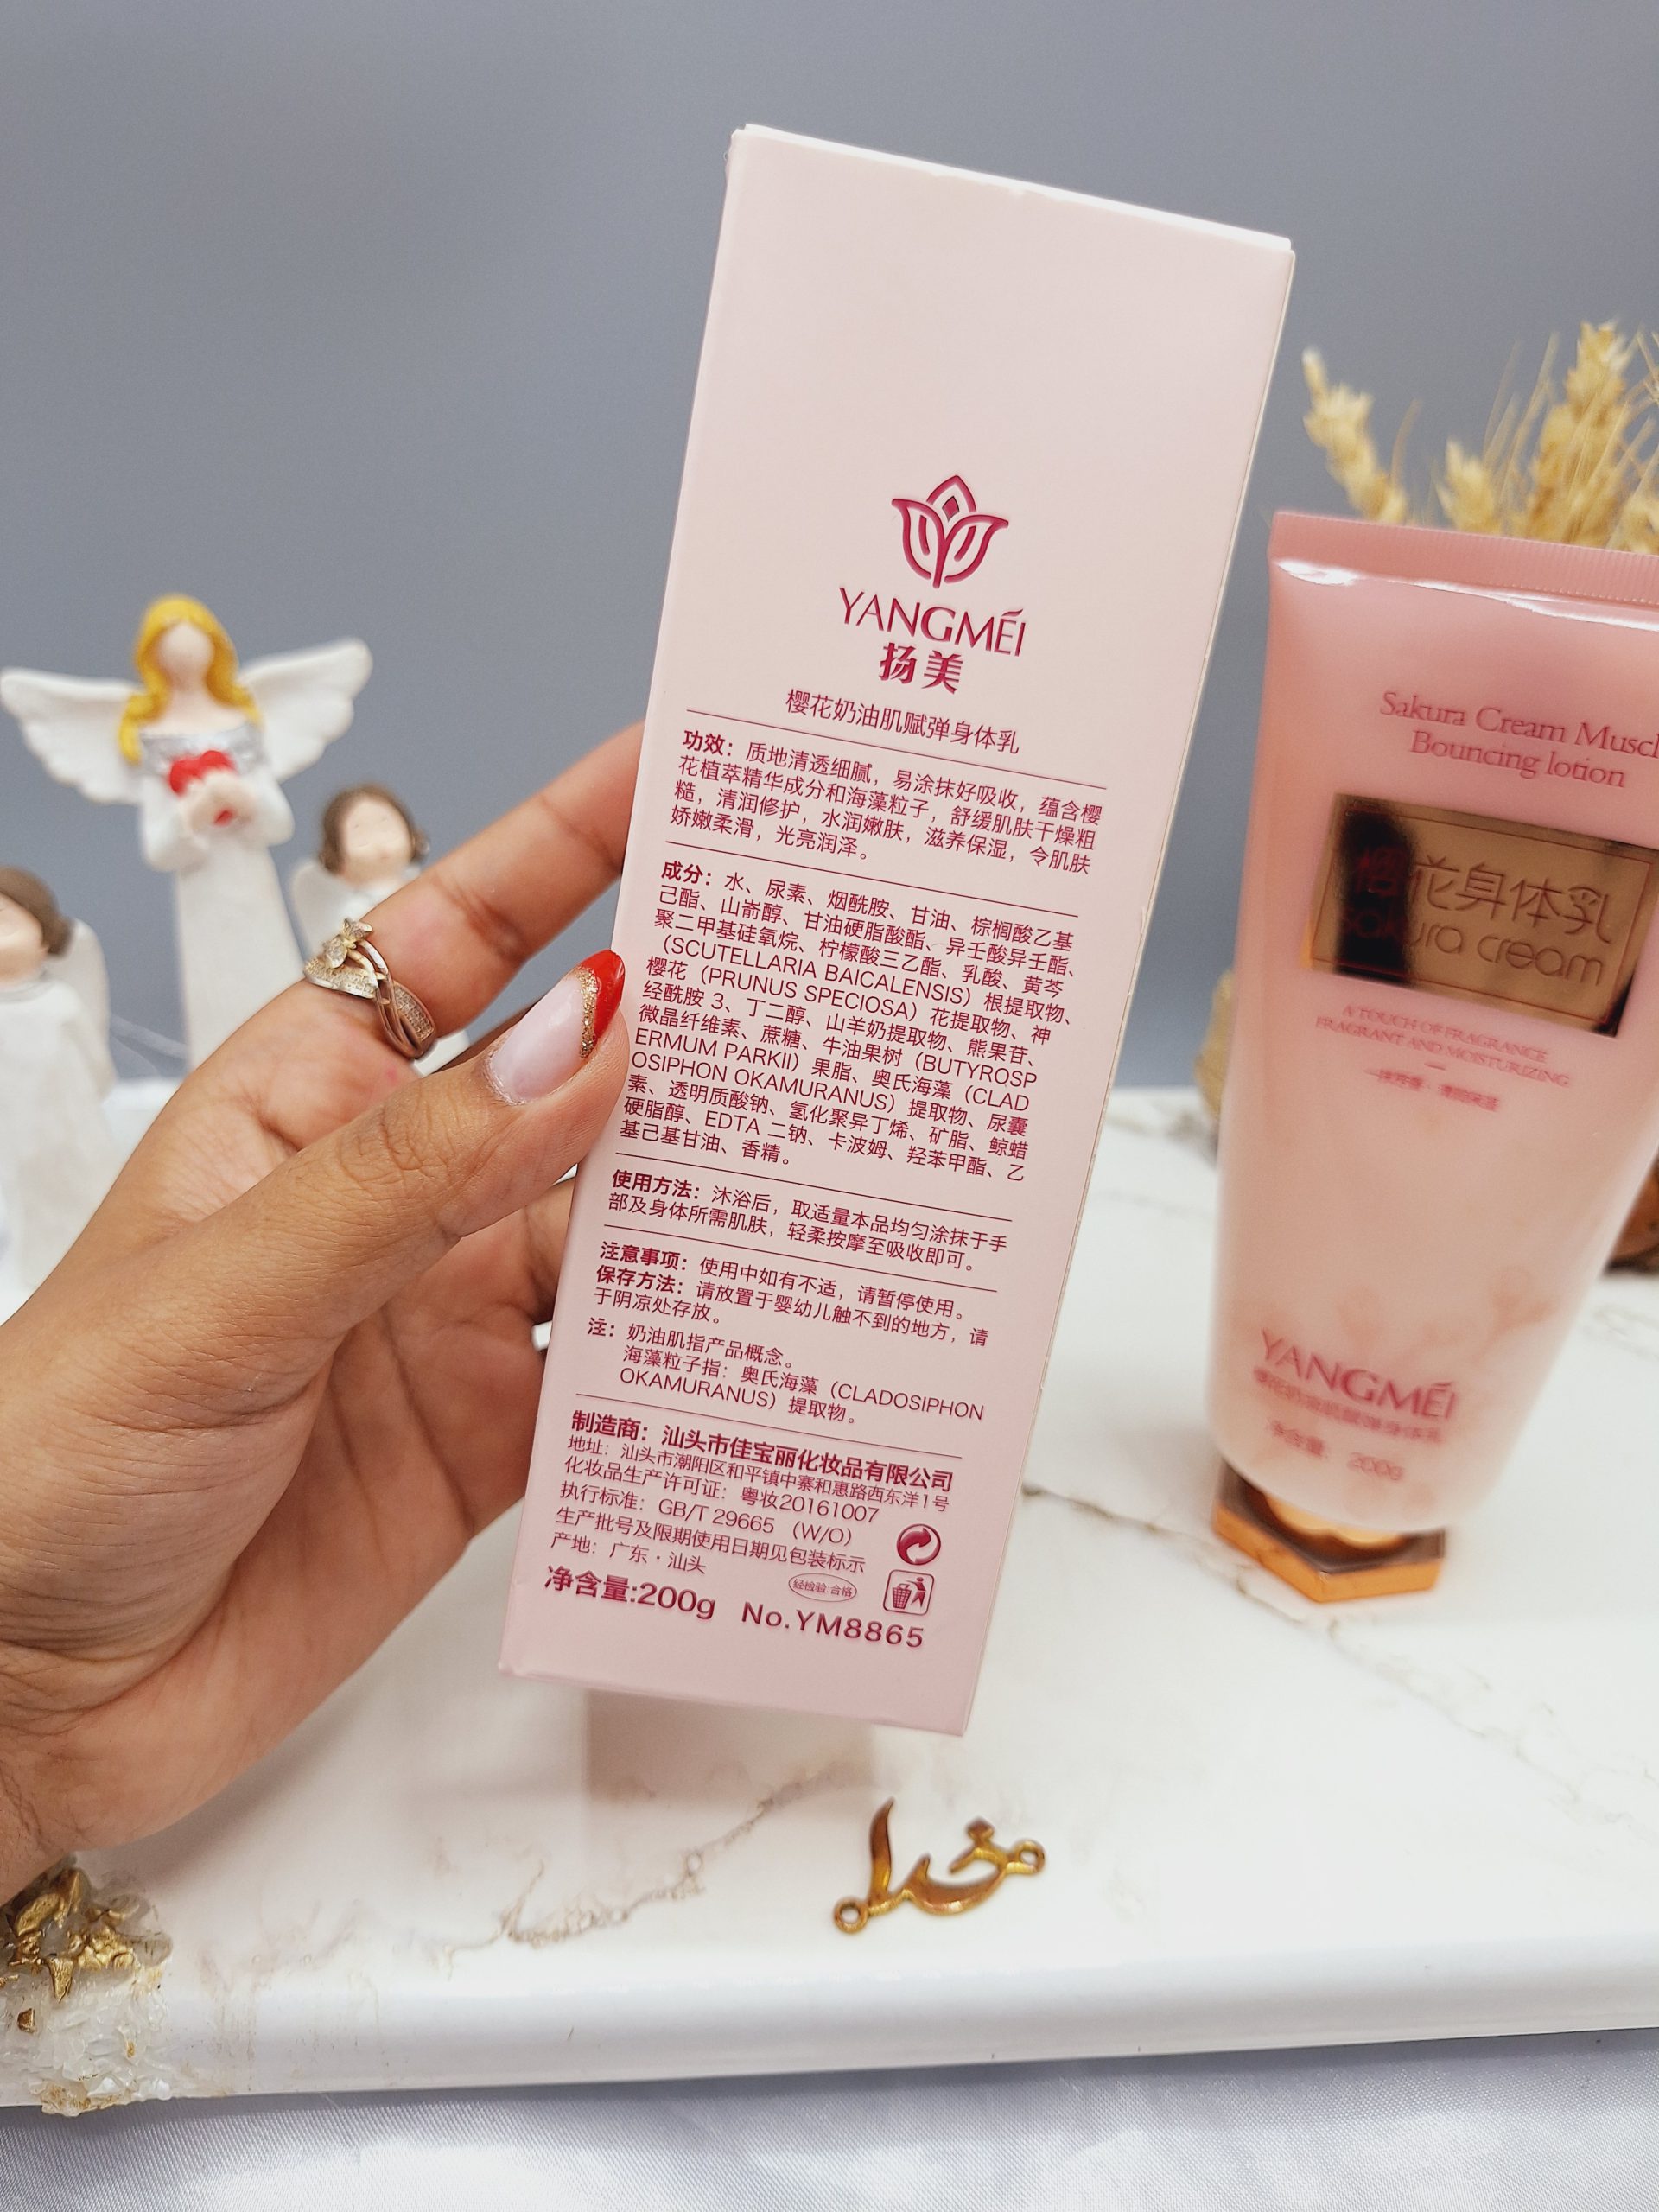 YANGMÉI
扬美
樱花奶油肌赋弹身体乳
功效：质地清透细腻，易涂抹好吸收，蕴含樱
花植萃精华成分和海藻粒子，舒缓肌肤干燥粗
糙，清润修护，水润嫩肤，滋养保湿，令肌肤
娇嫩柔滑，光亮润泽。
成分：水、尿素、烟酰胺、甘油、棕榈酸乙基
己酯、山嵛醇、甘油硬脂酸酯、异壬酸异壬酯、
聚二甲基硅氧烷、柠檬酸三乙酯、乳酸、黄芩
（SCUTELLARIA BAICALENSIS）根提取物、
樱花（PRUNUS SPECIOSA）花提取物、神
经酰胺 3、丁二醇、山羊奶提取物、熊果苷、
微晶纤维素、蔗糖、牛油果树（BUTYROSP
ERMUM PARKII）果脂、奥氏海藻（CLAD
OSIPHON OKAMURANUS）提取物、尿囊
素、透明质酸钠、氢化聚异丁烯、矿脂、鲸蜡
硬脂醇、EDTA 二钠、卡波姆、羟苯甲酯、乙
基己基甘油、香精。
使用方法：沐浴后，取适量本品均匀涂抹于手
部及身体所需肌肤，轻柔按摩至吸收即可。
注意事项：使用中如有不适，请暂停使用。
保存方法：请放置于婴幼儿触不到的地方，请
于阴凉处存放。
注：奶油肌指产品概念。
海藻粒子指：奥氏海藻（CLADOSIPHON
OKAMURANUS）提取物。
制造商：汕头市佳宝丽化妆品有限公司
地址：汕头市潮阳区和平镇中寨和惠路西东洋1号
化妆品生产许可证：粤妆20161007
执行标准：GB/T 29665 （W/O）
生产批号及限期使用日期见包装标示
产地：广东·汕头
经检验:合格
净含量:200g No.YM8865
Sakura Cream Muscl
Bouncing lotion
樱花身体乳
sakura cream
A TOUCH OF FRAGRANCE
FRAGRANT AND MOISTURIZING
YANGMÉI
樱花奶油肌赋弹身体乳
净含量：200g
خدا